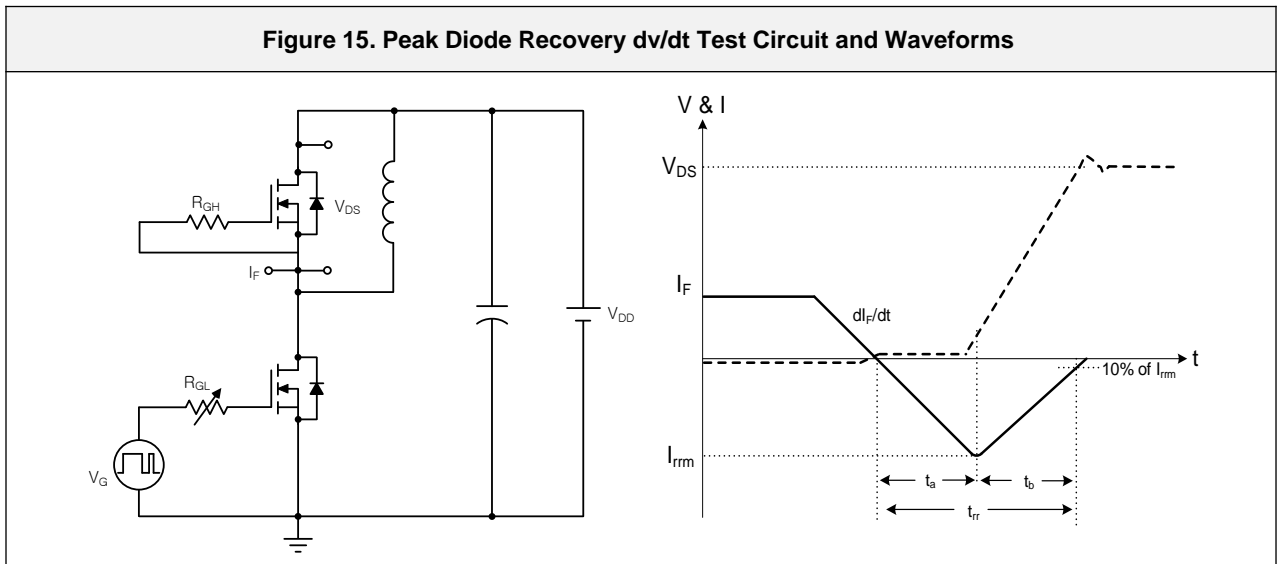 Figure 15. Peak Diode Recovery dv/dt Test Circuit and Waveforms
R_GH
V_DS
I_F
V_DD
R_GL
V_G
V & I
V_DS
I_F
dI_F/dt
t
10% of I_rrm
I_rrm
t_a
t_b
t_rr